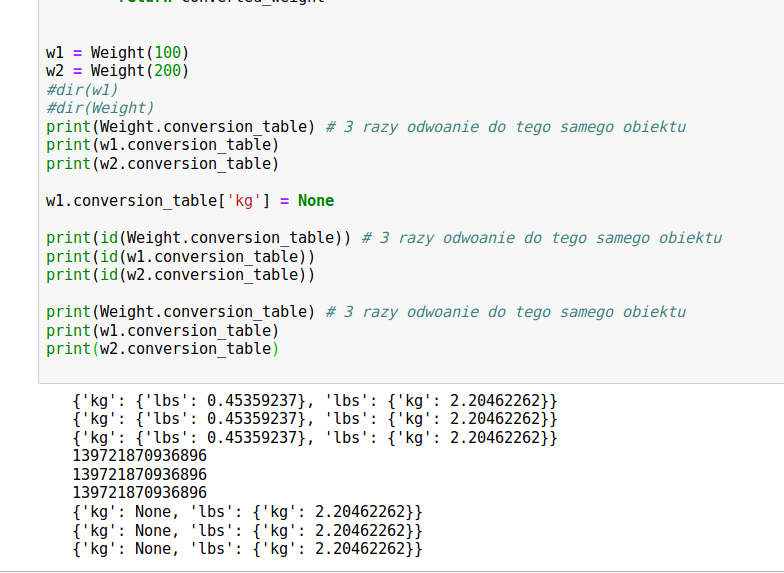 return converted_weight
w1 = Weight(100)
w2 = Weight(200)
#dir(w1)
#dir(Weight)
print(Weight.conversion_table) # 3 razy odwoanie do tego samego obiektu
print(w1.conversion_table)
print(w2.conversion_table)
w1.conversion_table['kg'] = None
print(id(Weight.conversion_table)) # 3 razy odwoanie do tego samego obiektu
print(id(w1.conversion_table))
print(id(w2.conversion_table))
print(Weight.conversion_table) # 3 razy odwoanie do tego samego obiektu
print(w1.conversion_table)
print(w2.conversion_table)
{'kg': {'lbs': 0.45359237}, 'lbs': {'kg': 2.20462262}}
{'kg': {'lbs': 0.45359237}, 'lbs': {'kg': 2.20462262}}
{'kg': {'lbs': 0.45359237}, 'lbs': {'kg': 2.20462262}}
139721870936896
139721870936896
139721870936896
{'kg': None, 'lbs': {'kg': 2.20462262}}
{'kg': None, 'lbs': {'kg': 2.20462262}}
{'kg': None, 'lbs': {'kg': 2.20462262}}